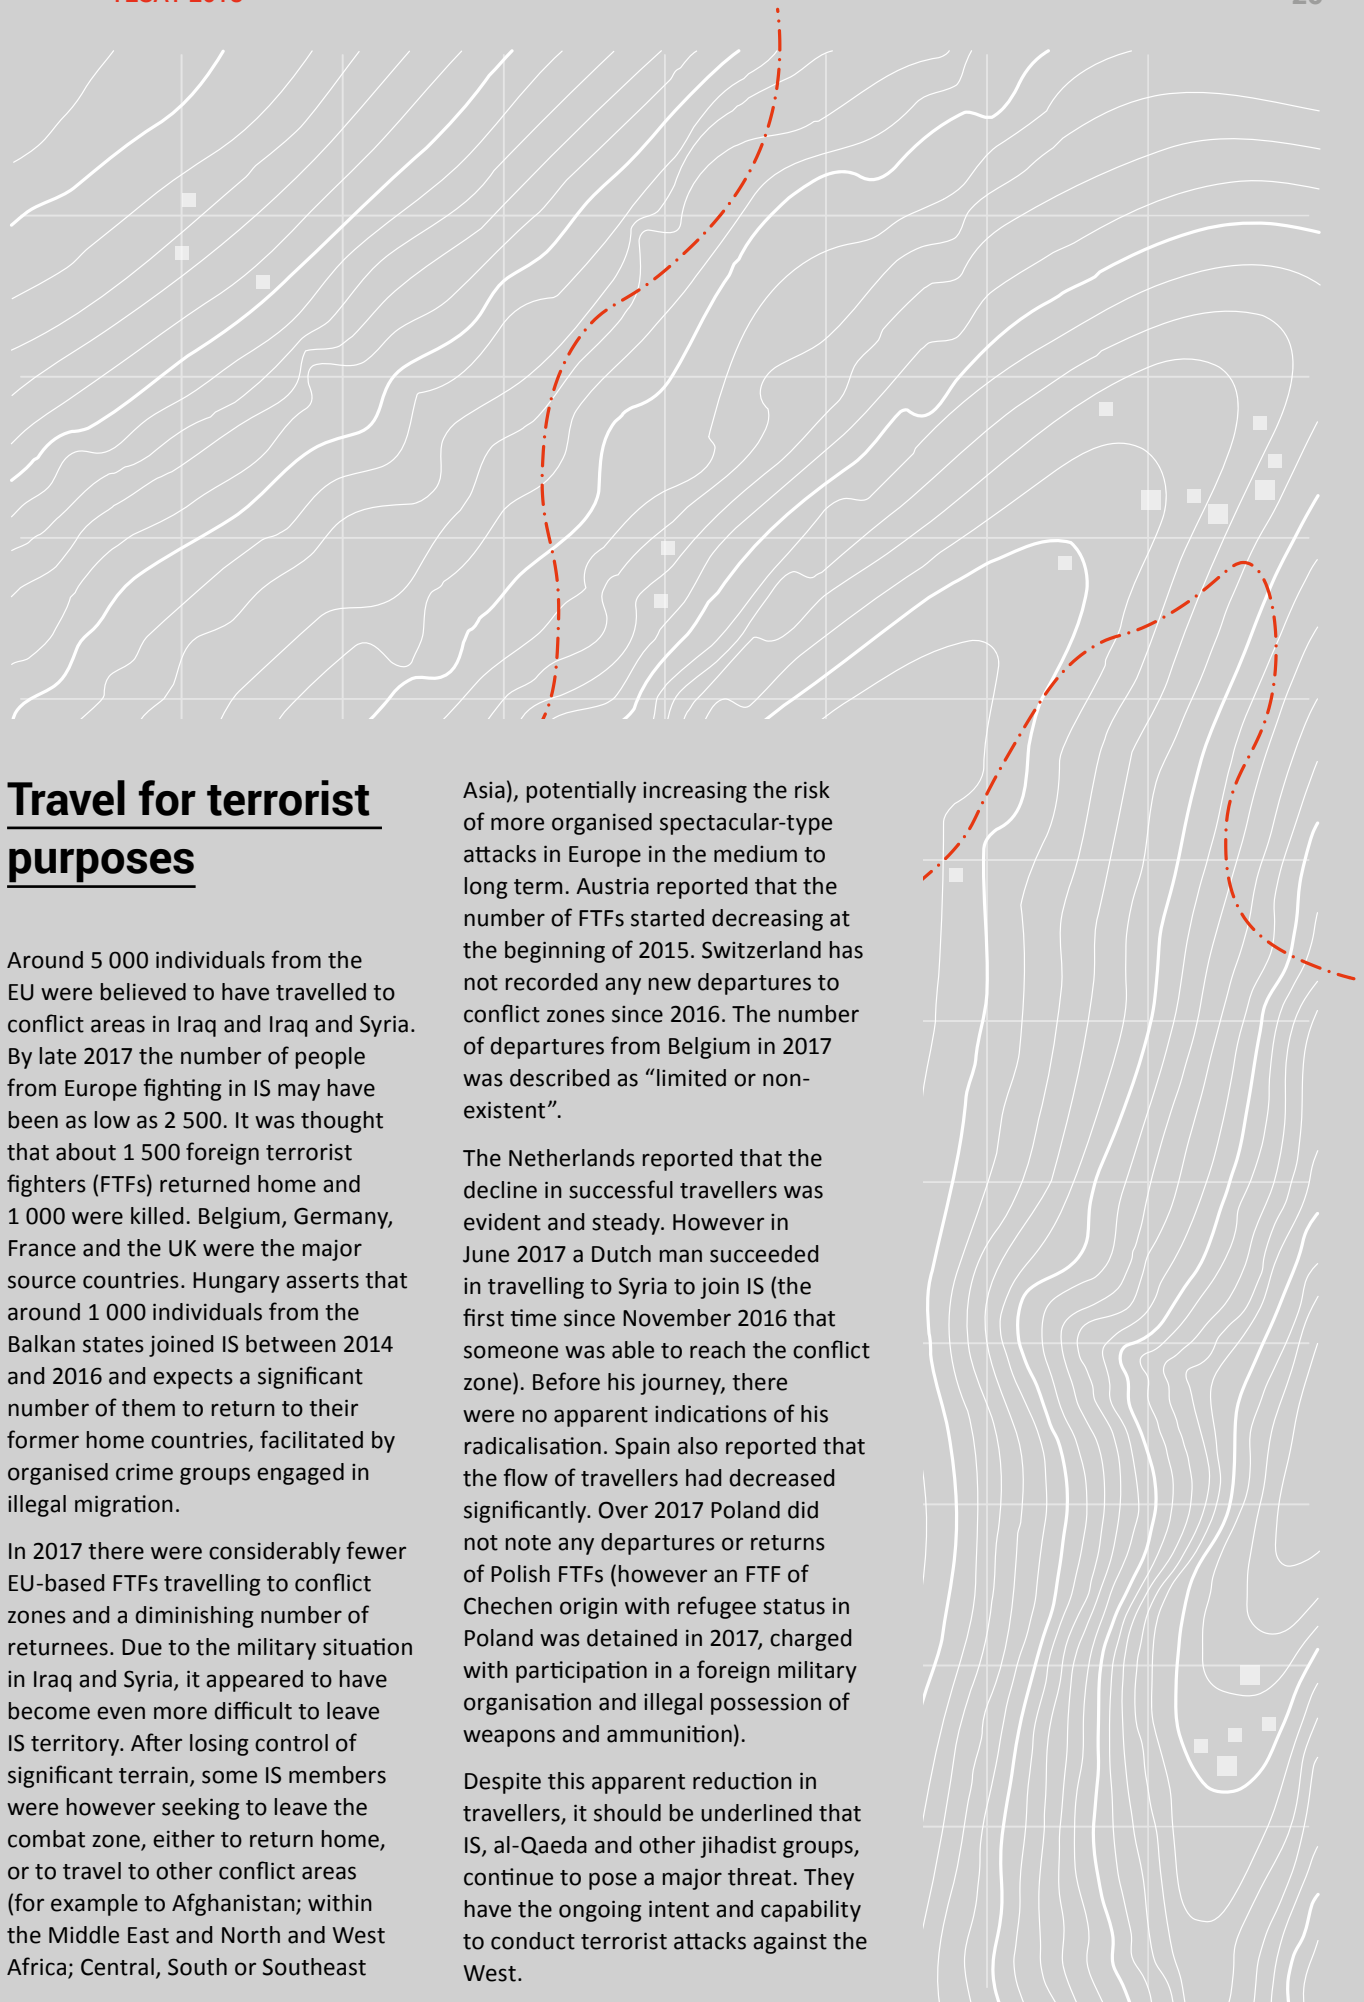 Travel for terrorist
purposes
Around 5 000 individuals from the
EU were believed to have travelled to
conflict areas in Iraq and Iraq and Syria.
By late 2017 the number of people
from Europe fighting in IS may have
been as low as 2 500. It was thought
that about 1 500 foreign terrorist
fighters (FTFs) returned home and
1 000 were killed. Belgium, Germany,
France and the UK were the major
source countries. Hungary asserts that
around 1 000 individuals from the
Balkan states joined IS between 2014
and 2016 and expects a significant
number of them to return to their
former home countries, facilitated by
organised crime groups engaged in
illegal migration.
In 2017 there were considerably fewer
EU-based FTFs travelling to conflict
zones and a diminishing number of
returnees. Due to the military situation
in Iraq and Syria, it appeared to have
become even more difficult to leave
IS territory. After losing control of
significant terrain, some IS members
were however seeking to leave the
combat zone, either to return home,
or to travel to other conflict areas
(for example to Afghanistan; within
the Middle East and North and West
Africa; Central, South or Southeast
Asia), potentially increasing the risk
of more organised spectacular-type
attacks in Europe in the medium to
long term. Austria reported that the
number of FTFs started decreasing at
the beginning of 2015. Switzerland has
not recorded any new departures to
conflict zones since 2016. The number
of departures from Belgium in 2017
was described as “limited or non-
existent”.
The Netherlands reported that the
decline in successful travellers was
evident and steady. However in
June 2017 a Dutch man succeeded
in travelling to Syria to join IS (the
first time since November 2016 that
someone was able to reach the conflict
zone). Before his journey, there
were no apparent indications of his
radicalisation. Spain also reported that
the flow of travellers had decreased
significantly. Over 2017 Poland did
not note any departures or returns
of Polish FTFs (however an FTF of
Chechen origin with refugee status in
Poland was detained in 2017, charged
with participation in a foreign military
organisation and illegal possession of
weapons and ammunition).
Despite this apparent reduction in
travellers, it should be underlined that
IS, al-Qaeda and other jihadist groups,
continue to pose a major threat. They
have the ongoing intent and capability
to conduct terrorist attacks against the
West.